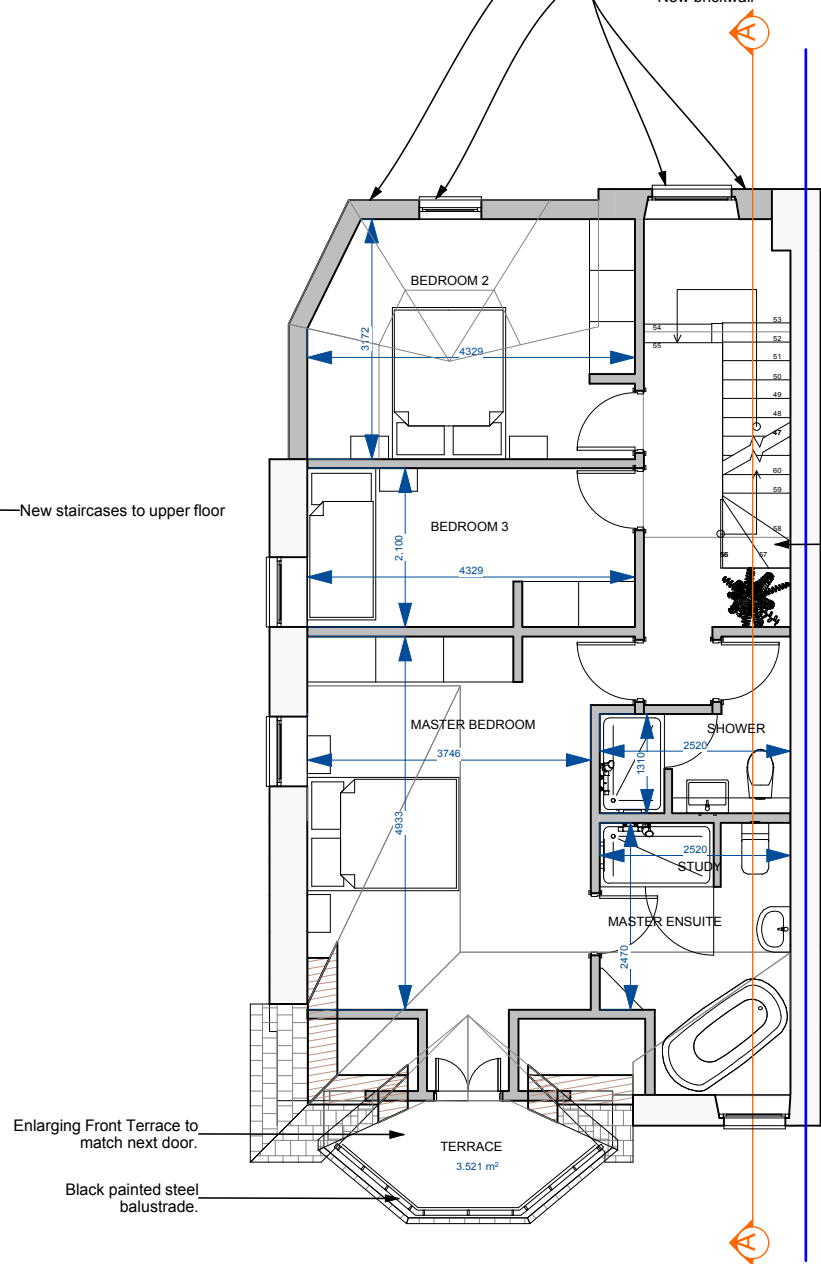 New brickwall
A
BEDROOM 2
3172
4329
53
54
52
55
51
50
49
48
47
60
59
58
57
56
New staircases to upper floor
BEDROOM 3
2,100
4329
MASTER BEDROOM
3746
4933
SHOWER
2520
1310
2520
STUDY
MASTER ENSUITE
2470
Enlarging Front Terrace to
match next door.
TERRACE
3.521 m²
Black painted steel
balustrade.
A